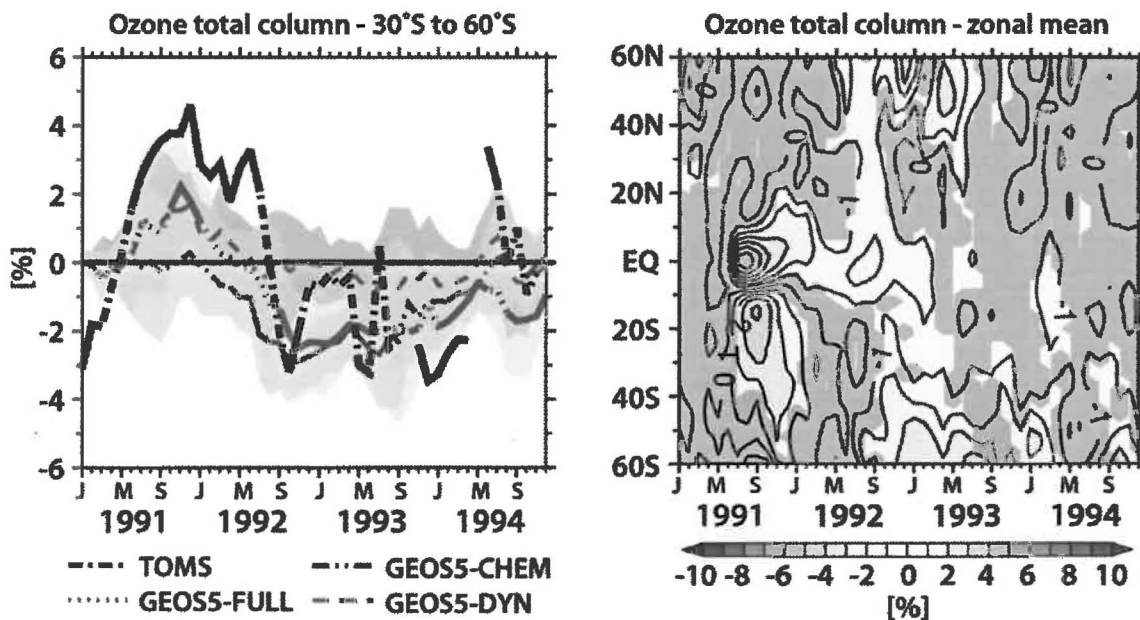 Ozone total column - 30˚S to 60˚S
6
4
2
0
-2
-4
-6
[%]
J M S J M S J M S J M S
1991 1992 1993 1994
TOMS GEOS5-CHEM
GEOS5-FULL GEOS5-DYN
Ozone total column - zonal mean
60N
40N
20N
EQ
20S
40S
60S
J M S J M S J M S J M S
1991 1992 1993 1994
-10 -8 -6 -4 -2 0 2 4 6 8 10
[%]